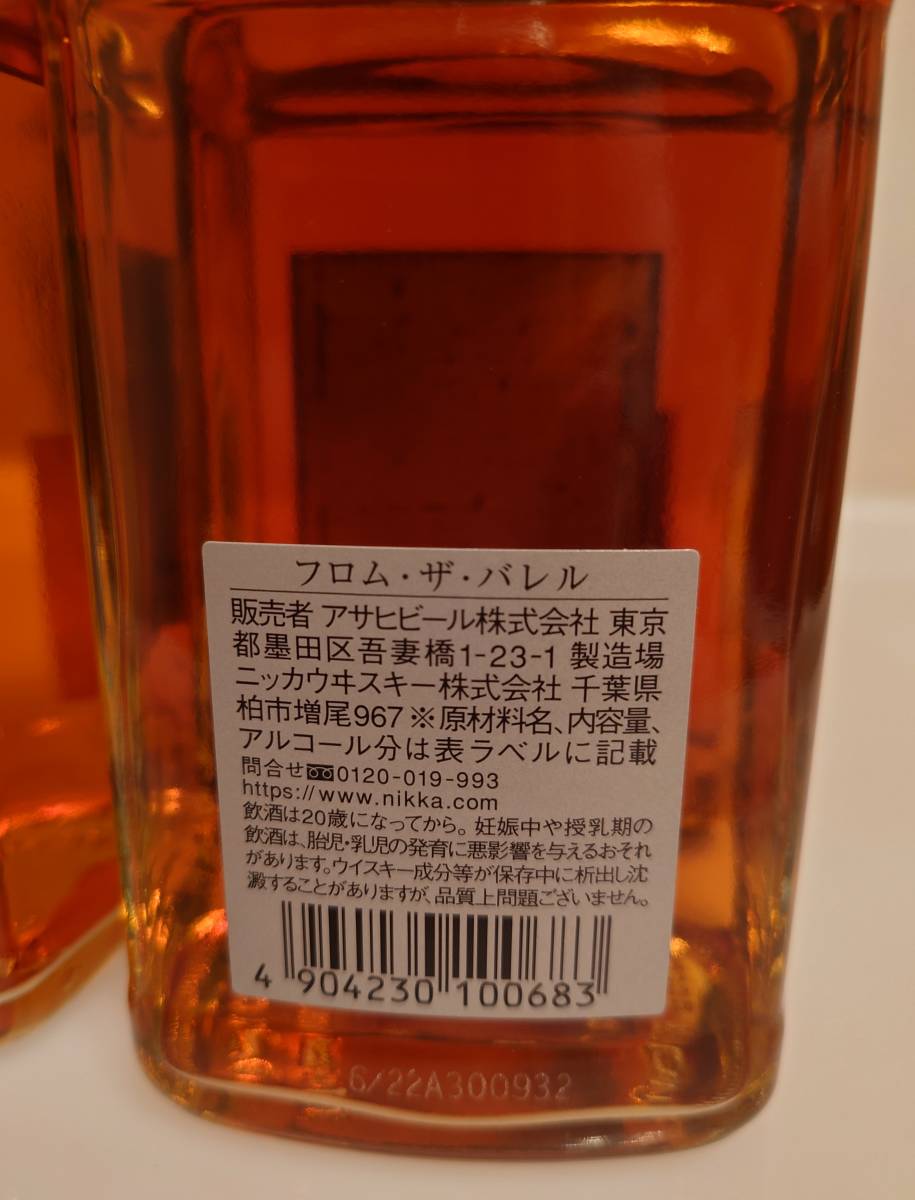 フロム・ザ・バレル
販売者 アサヒビール株式会社 東京
都墨田区吾妻橋1-23-1 製造場
ニッカウヰスキー株式会社 千葉県
柏市増尾967※原材料名、内容量、
アルコール分は表ラベルに記載
問合せ 0120-019-993
https://www.nikka.com
飲酒は20歳になってから。妊娠中や授乳期の
飲酒は、胎児・乳児の発育に悪影響を与えるおそれ
があります。ウイスキー成分等が保存中に析出し沈
澱することがありますが、品質上問題ございません。
4 904230 100683
6/22A300932